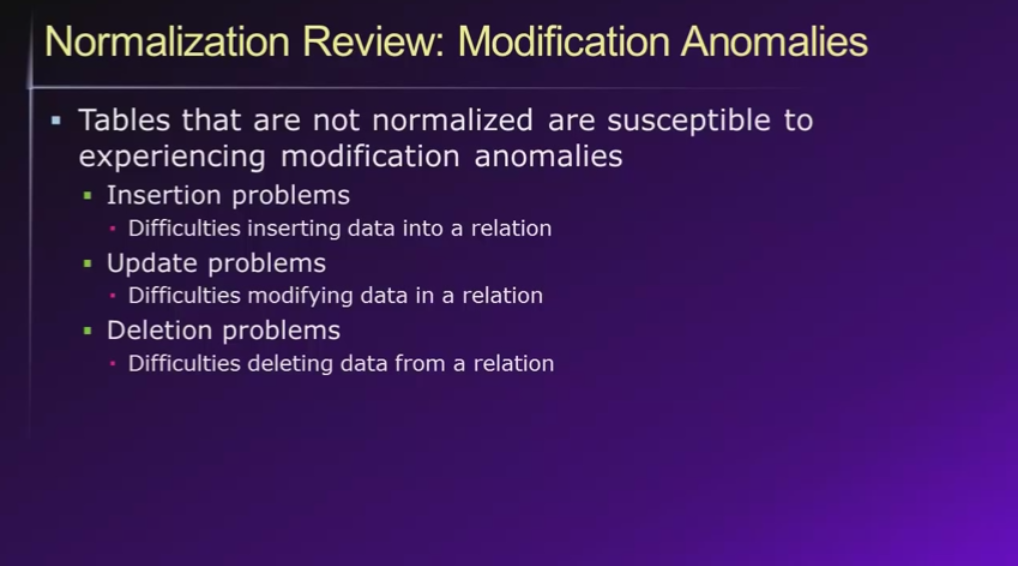 Normalization Review: Modification Anomalies
Tables that are not normalized are susceptible to
experiencing modification anomalies
Insertion problems
Difficulties inserting data into a relation
Update problems
Difficulties modifying data in a relation
Deletion problems
Difficulties deleting data from a relation